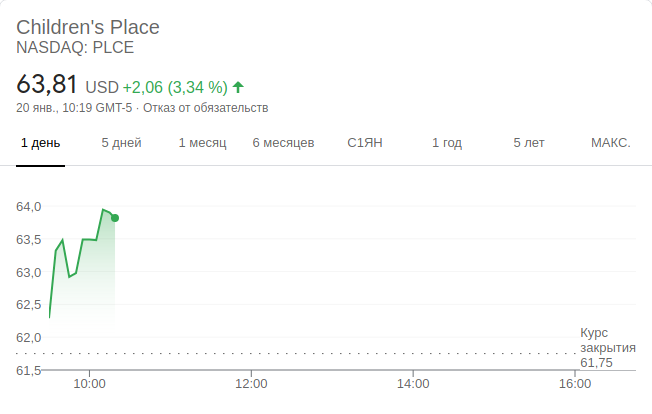 Children's Place
NASDAQ: PLCE
63,81 USD +2,06 (3,34 %)
20 янв., 10:19 GMT-5 · Отказ от обязательств
1 день 5 дней 1 месяц 6 месяцев С1ЯН 1 год 5 лет МАКС.
64,0
63,5
63,0
62,5
62,0
61,5
Курс
закрытия
61,75
10:00 12:00 14:00 16:00